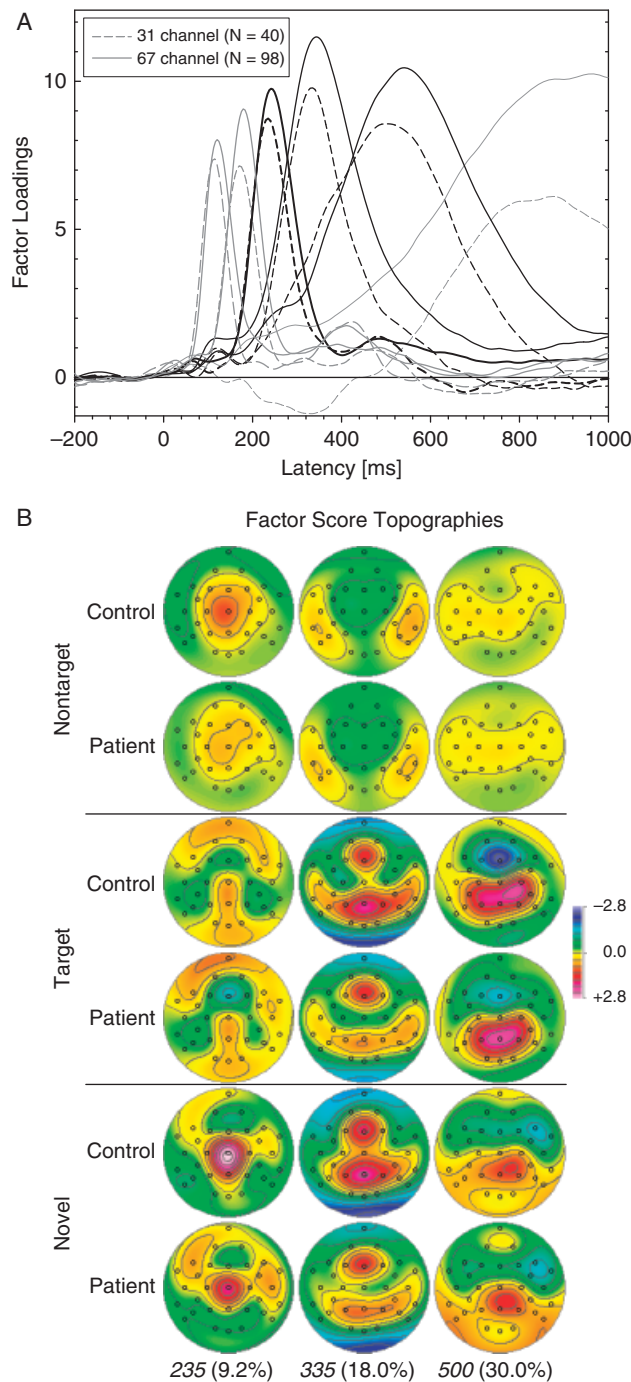 A
31 channel (N = 40)
67 channel (N = 98)
10
5
0
Factor Loadings
–200 0 200 400 600 800 1000
Latency [ms]
B
Factor Score Topographies
Nontarget
Control
Patient
Target
Control
Patient
–2.8
0.0
+2.8
Novel
Control
Patient
235 (9.2%) 335 (18.0%) 500 (30.0%)